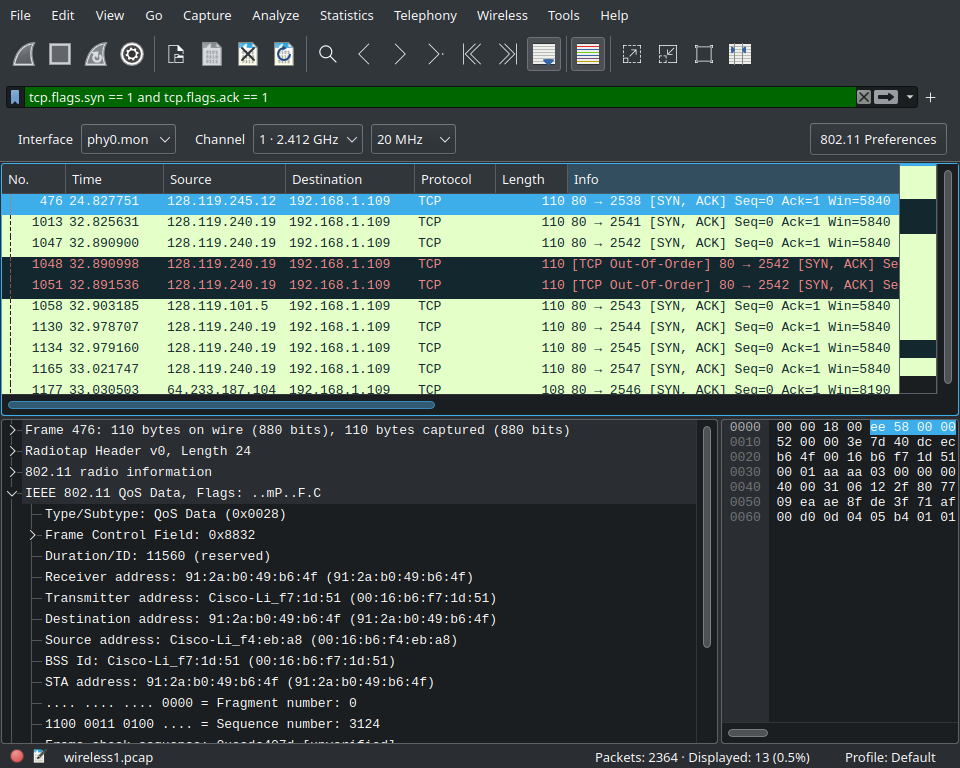 File Edit View Go Capture Analyze Statistics Telephony Wireless Tools Help
tcp.flags.syn == 1 and tcp.flags.ack == 1
Interface phy0.mon Channel 1 · 2.412 GHz 20 MHz 802.11 Preferences
No. Time Source Destination Protocol Length Info
476 24.827751 128.119.245.12 192.168.1.109 TCP 110 80 → 2538 [SYN, ACK] Seq=0 Ack=1 Win=5840
1013 32.825631 128.119.240.19 192.168.1.109 TCP 110 80 → 2541 [SYN, ACK] Seq=0 Ack=1 Win=5840
1047 32.890900 128.119.240.19 192.168.1.109 TCP 110 80 → 2542 [SYN, ACK] Seq=0 Ack=1 Win=5840
1048 32.890998 128.119.240.19 192.168.1.109 TCP 110 [TCP Out-Of-Order] 80 → 2542 [SYN, ACK] Se
1051 32.891536 128.119.240.19 192.168.1.109 TCP 110 [TCP Out-Of-Order] 80 → 2542 [SYN, ACK] Se
1058 32.903185 128.119.101.5 192.168.1.109 TCP 110 80 → 2543 [SYN, ACK] Seq=0 Ack=1 Win=5840
1130 32.978707 128.119.240.19 192.168.1.109 TCP 110 80 → 2544 [SYN, ACK] Seq=0 Ack=1 Win=5840
1134 32.979160 128.119.240.19 192.168.1.109 TCP 110 80 → 2545 [SYN, ACK] Seq=0 Ack=1 Win=5840
1165 33.021747 128.119.240.19 192.168.1.109 TCP 110 80 → 2547 [SYN, ACK] Seq=0 Ack=1 Win=5840
1177 33.030503 64.233.187.104 192.168.1.109 TCP 108 80 → 2546 [SYN, ACK] Seq=0 Ack=1 Win=8190
Frame 476: 110 bytes on wire (880 bits), 110 bytes captured (880 bits)
Radiotap Header v0, Length 24
802.11 radio information
IEEE 802.11 QoS Data, Flags: ..mP..F.C
Type/Subtype: QoS Data (0x0028)
Frame Control Field: 0x8832
Duration/ID: 11560 (reserved)
Receiver address: 91:2a:b0:49:b6:4f (91:2a:b0:49:b6:4f)
Transmitter address: Cisco-Li_f7:1d:51 (00:16:b6:f7:1d:51)
Destination address: 91:2a:b0:49:b6:4f (91:2a:b0:49:b6:4f)
Source address: Cisco-Li_f4:eb:a8 (00:16:b6:f4:eb:a8)
BSS Id: Cisco-Li_f7:1d:51 (00:16:b6:f7:1d:51)
STA address: 91:2a:b0:49:b6:4f (91:2a:b0:49:b6:4f)
.... .... .... 0000 = Fragment number: 0
1100 0011 0100 .... = Sequence number: 3124
0000 00 00 18 00 ee 58 00 00
0010 52 00 00 3e 7d 40 dc ec
0020 b6 4f 00 16 b6 f7 1d 51
0030 00 01 aa aa 03 00 00 00
0040 40 00 31 06 12 2f 80 77
0050 09 ea ae 8f de 3f 71 af
0060 00 d0 0d 04 05 b4 01 01
wireless1.pcap Packets: 2364 · Displayed: 13 (0.5%) Profile: Default